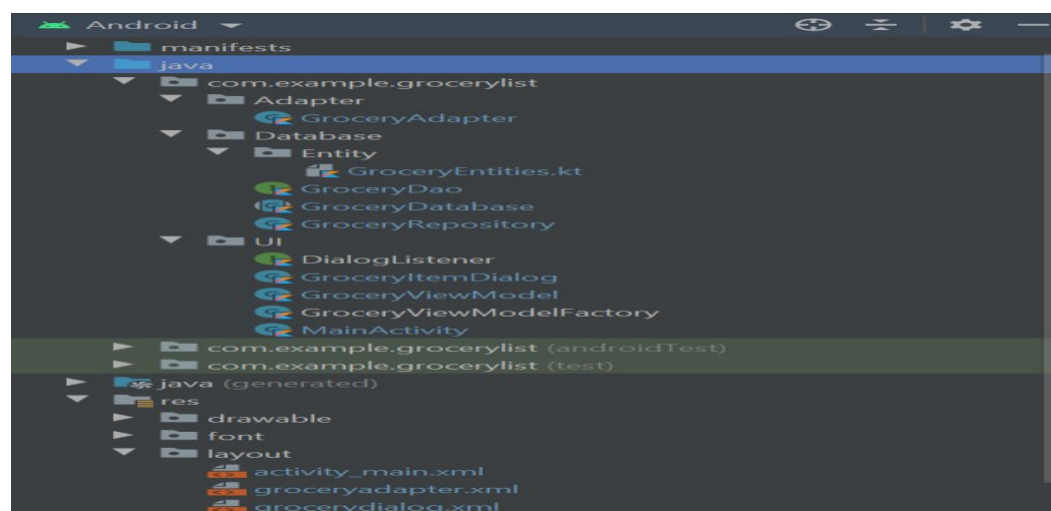 Android
manifests
java
com.example.grocerylist
Adapter
GroceryAdapter
Database
Entity
GroceryEntities.kt
GroceryDao
GroceryDatabase
GroceryRepository
UI
DialogListener
GroceryItemDialog
GroceryViewModel
GroceryViewModelFactory
MainActivity
com.example.grocerylist (androidTest)
com.example.grocerylist (test)
java (generated)
res
drawable
font
layout
activity_main.xml
groceryadapter.xml
grocerydialog.xml